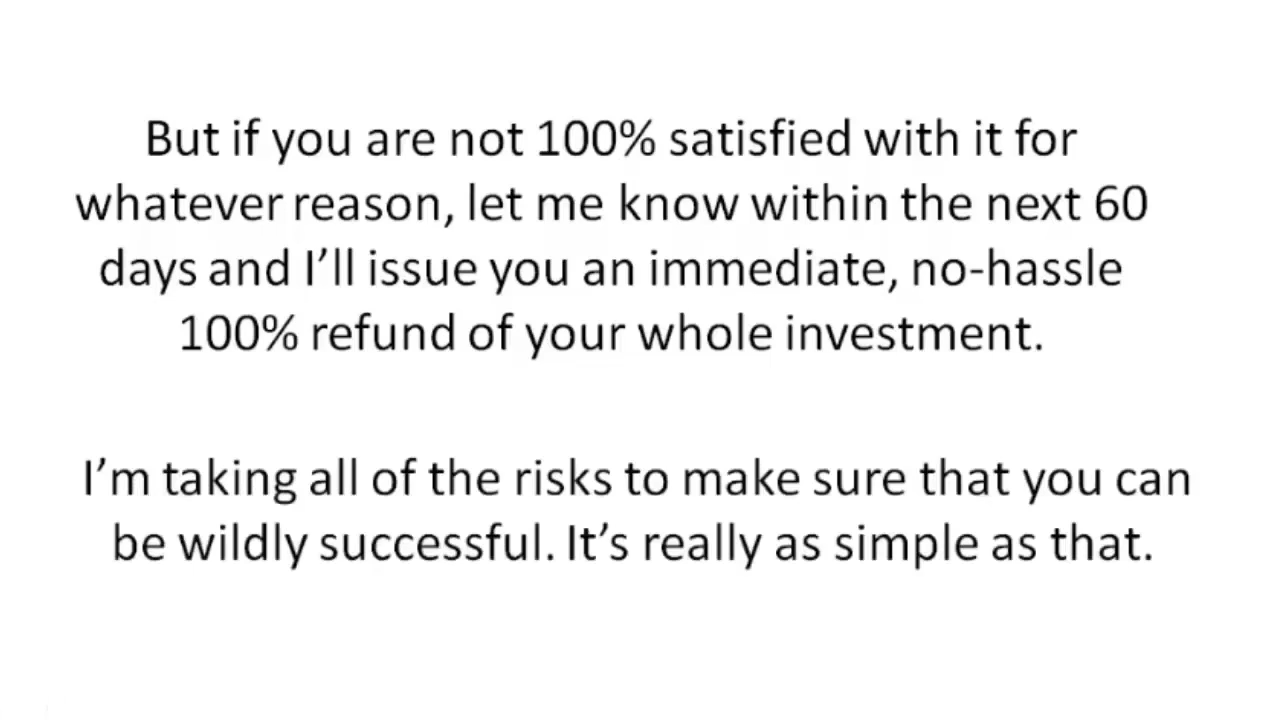 But if you are not 100% satisfied with it for
whatever reason, let me know within the next 60
days and I’ll issue you an immediate, no-hassle
100% refund of your whole investment.
I’m taking all of the risks to make sure that you can
be wildly successful. It’s really as simple as that.